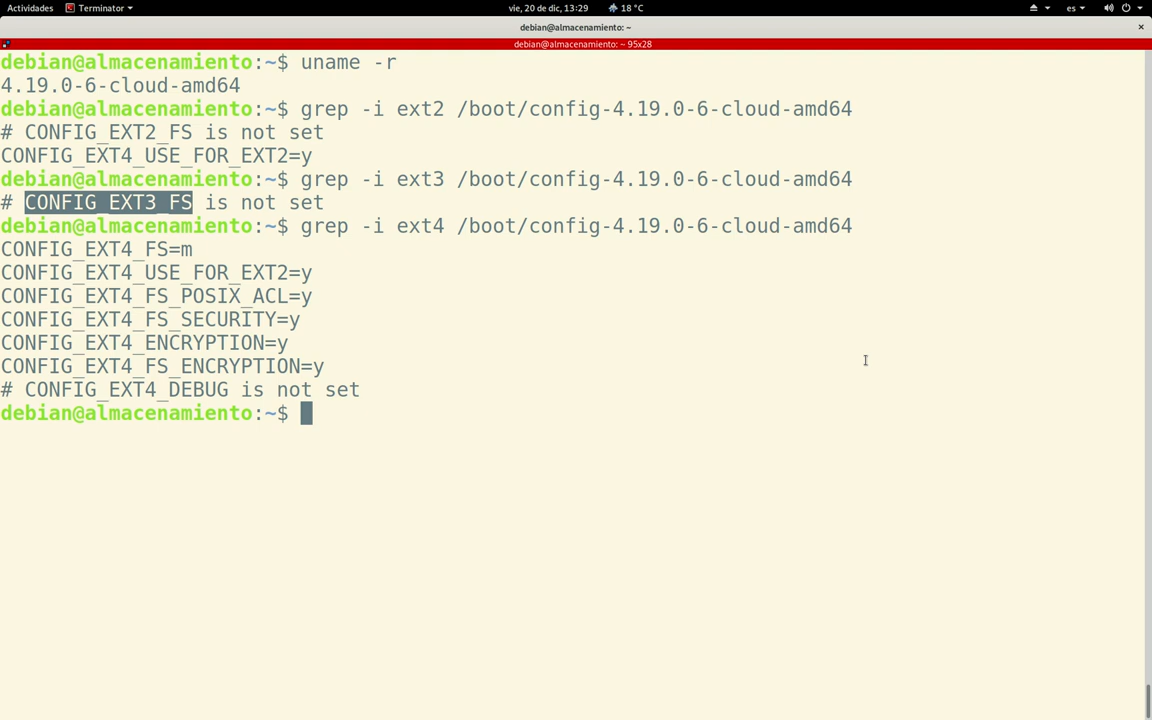 Actividades Terminator vie, 20 de dic, 13:29 18 °C es
debian@almacenamiento: ~
debian@almacenamiento: ~ 95x28
debian@almacenamiento:~$ uname -r
4.19.0-6-cloud-amd64
debian@almacenamiento:~$ grep -i ext2 /boot/config-4.19.0-6-cloud-amd64
# CONFIG_EXT2_FS is not set
CONFIG_EXT4_USE_FOR_EXT2=y
debian@almacenamiento:~$ grep -i ext3 /boot/config-4.19.0-6-cloud-amd64
# CONFIG_EXT3_FS is not set
debian@almacenamiento:~$ grep -i ext4 /boot/config-4.19.0-6-cloud-amd64
CONFIG_EXT4_FS=m
CONFIG_EXT4_USE_FOR_EXT2=y
CONFIG_EXT4_FS_POSIX_ACL=y
CONFIG_EXT4_FS_SECURITY=y
CONFIG_EXT4_ENCRYPTION=y
CONFIG_EXT4_FS_ENCRYPTION=y
# CONFIG_EXT4_DEBUG is not set
debian@almacenamiento:~$